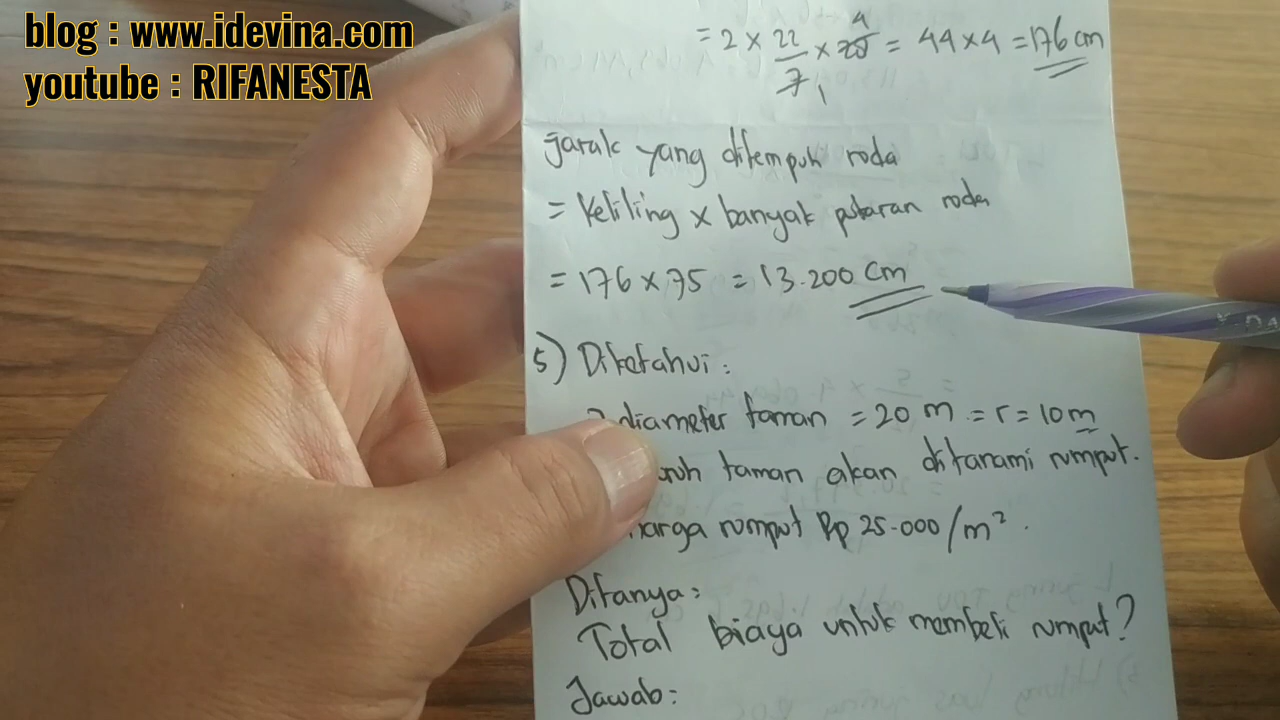 blog : www.idevina.com
youtube : RIFANESTA
= 2 × 22/7 × 28 = 44 × 4 = 176 cm
4
1
jarak yang ditempuh roda
= Keliling x banyak putaran roda
= 176 × 75 = 13.200 cm
5) Diketahui :
diameter taman = 20 m = r = 10 m
taman akan ditanami rumput.
harga rumput Rp 25.000/m².
Ditanya :
Total biaya untuk membeli rumput?
Jawab :